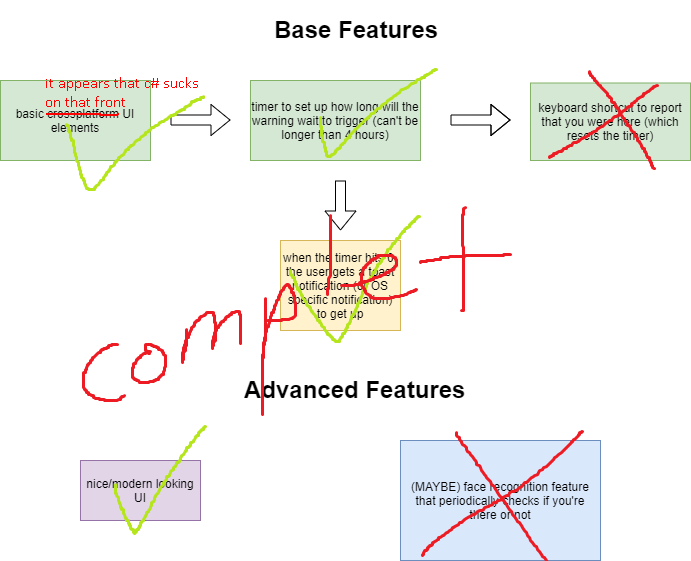 Base Features
it appears that c# sucks
on that front
basic crossplatform UI
elements
timer to set up how long will the
warning wait to trigger (can't be
longer than 4 hours)
keyboard shortcut to report
that you were here (which
resets the timer)
when the timer hits 0
the user gets a toast
notification (or OS
specific notification)
to get up
complet
Advanced Features
nice/modern looking
UI
(MAYBE) face recognition feature
that periodically checks if you're
there or not